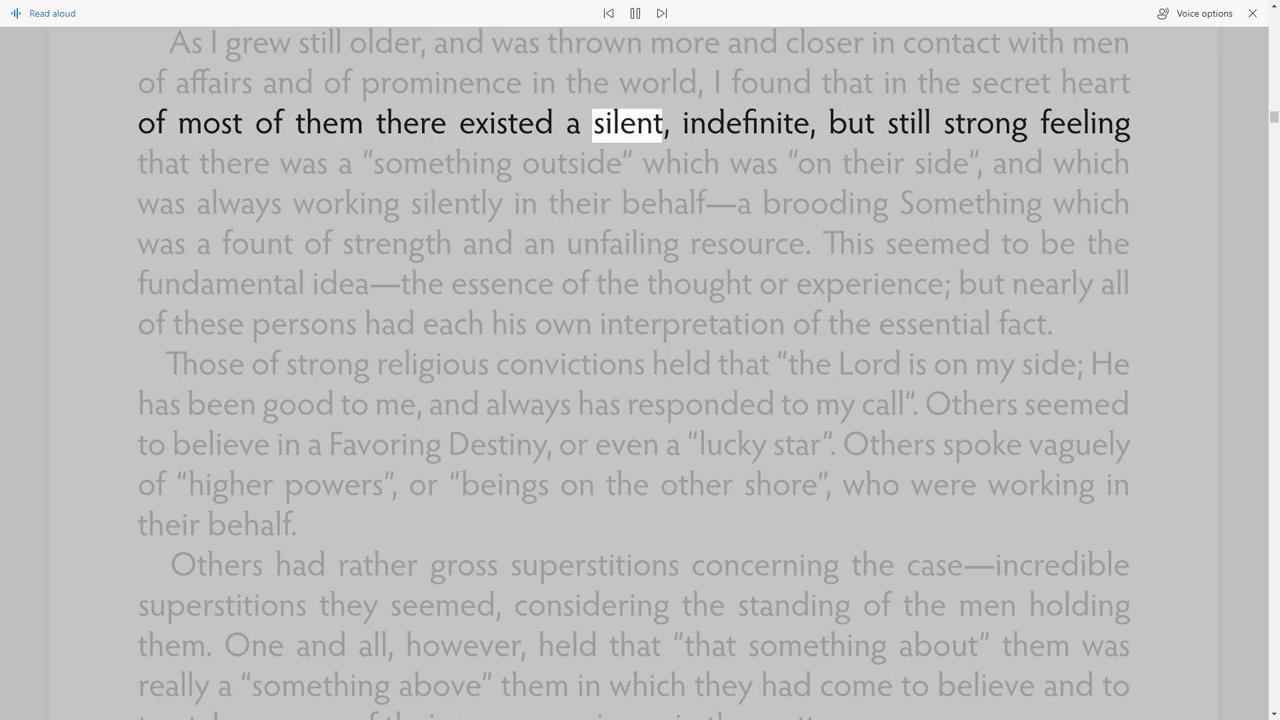 Read aloud
Voice options
As I grew still older, and was thrown more and closer in contact with men
of affairs and of prominence in the world, I found that in the secret heart
of most of them there existed a silent, indefinite, but still strong feeling
that there was a “something outside” which was “on their side”, and which
was always working silently in their behalf—a brooding Something which
was a fount of strength and an unfailing resource. This seemed to be the
fundamental idea—the essence of the thought or experience; but nearly all
of these persons had each his own interpretation of the essential fact.
Those of strong religious convictions held that “the Lord is on my side; He
has been good to me, and always has responded to my call”. Others seemed
to believe in a Favoring Destiny, or even a “lucky star”. Others spoke vaguely
of “higher powers”, or “beings on the other shore”, who were working in
their behalf.
Others had rather gross superstitions concerning the case—incredible
superstitions they seemed, considering the standing of the men holding
them. One and all, however, held that “that something about” them was
really a “something above” them in which they had come to believe and to